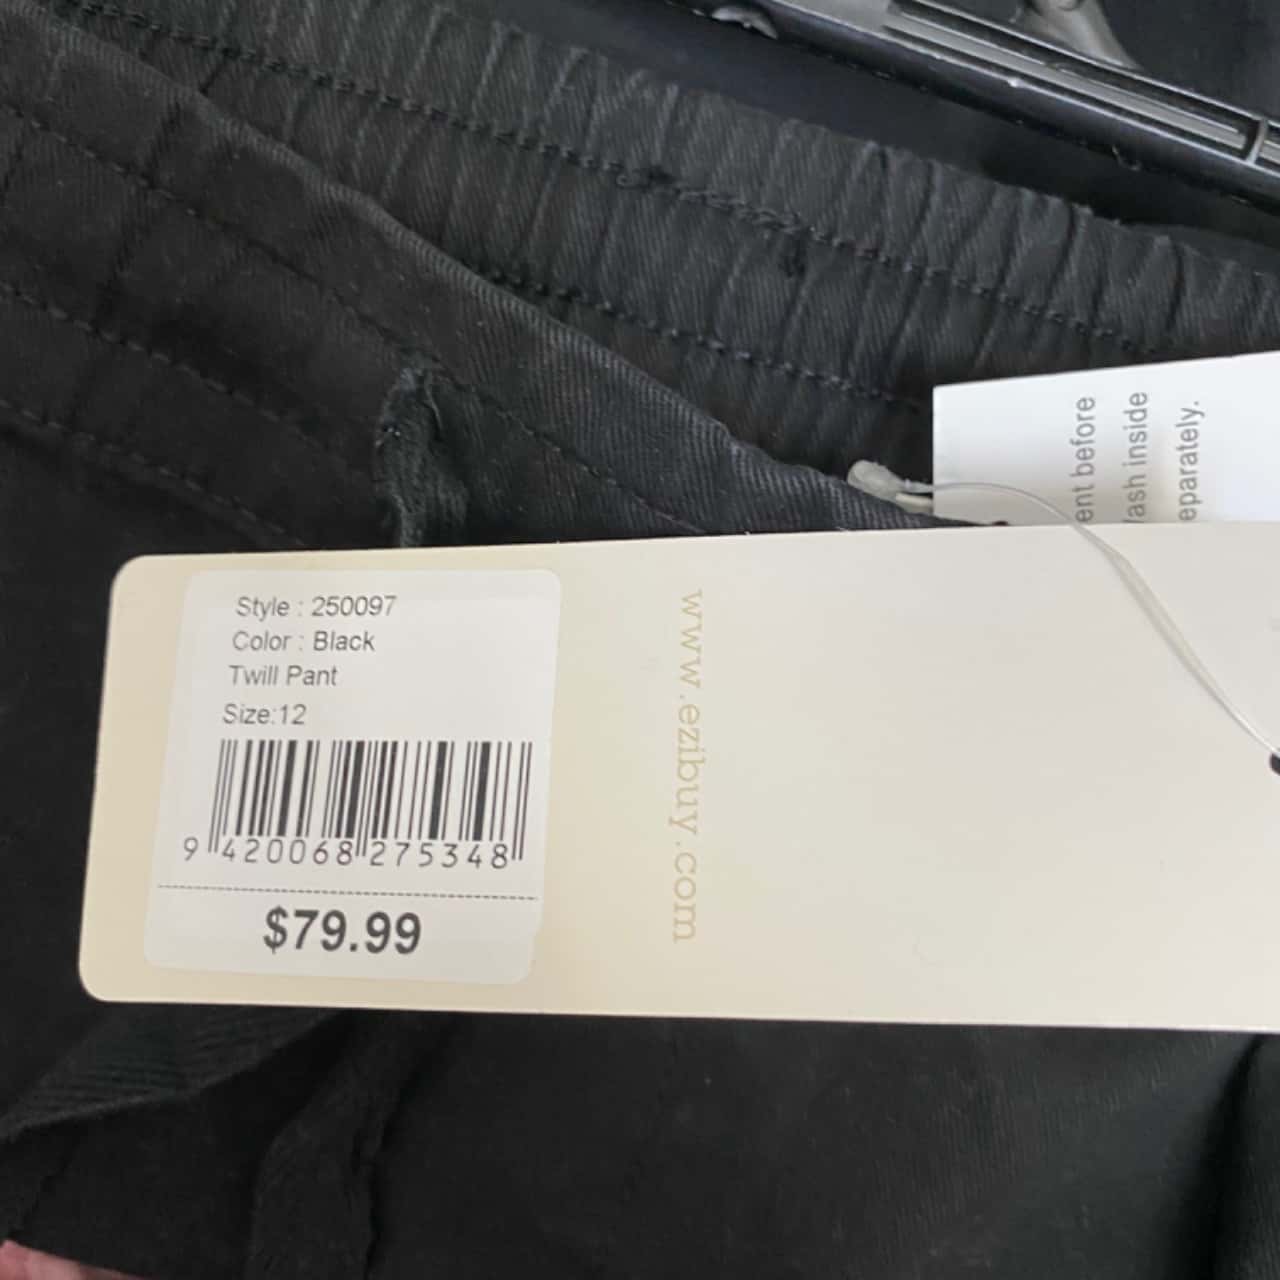 ent before
ash inside
eparately.
Style : 250097
Color : Black
Twill Pant
Size:12
9 420068 275348
$79.99
www.ezibuy.com